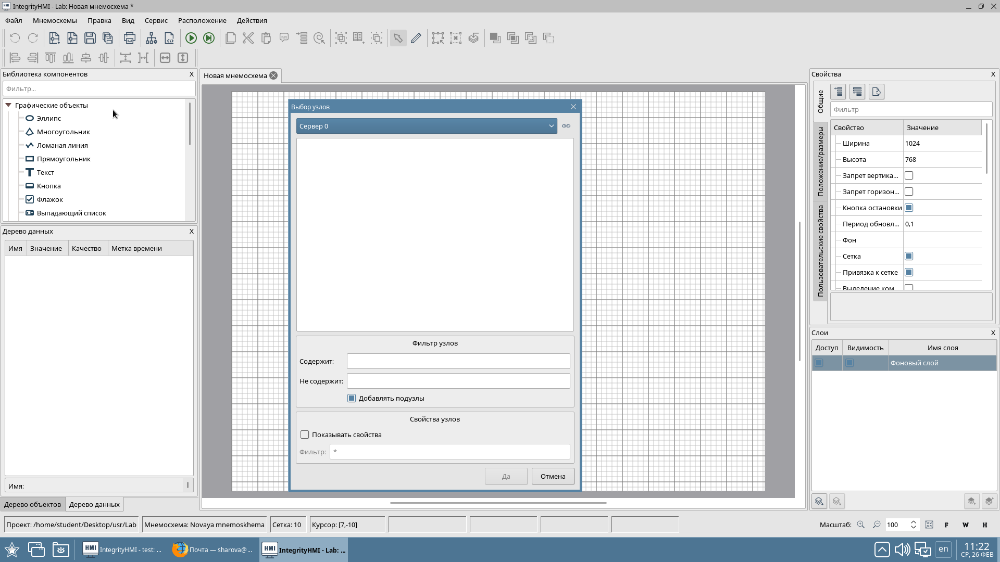 IntegrityHMI - Lab: Новая мнемосхема *
Файл Мнемосхемы Правка Вид Сервис Расположение Действия
Библиотека компонентов X
Фильтр...
Графические объекты
Эллипс
Многоугольник
Ломаная линия
Прямоугольник
Текст
Кнопка
Флажок
Выпадающий список
Дерево данных X
Имя Значение Качество Метка времени
Имя:
Дерево объектов Дерево данных
Новая мнемосхема
Выбор узлов
Сервер 0
Фильтр узлов
Содержит:
Не содержит:
Добавлять подузлы
Свойства узлов
Показывать свойства
Фильтр: *
Да Отмена
Свойства X
Общие
Положение/размеры
Пользовательские свойства
Фильтр
Свойство Значение
Ширина 1024
Высота 768
Запрет вертика...
Запрет горизон...
Кнопка остановки
Период обновл... 0,1
Фон
Сетка
Привязка к сетке
Выделение ком...
Слои X
Доступ Видимость Имя слоя
Фоновый слой
Проект: /home/student/Desktop/usr/Lab Мнемосхема: Novaya mnemoskhema Сетка: 10 Курсор: [7,-10] Масштаб: 100 F W H
HMI IntegrityHMI - test: ... Почта — sharova@... HMI IntegrityHMI - Lab: ... en 11:22
СР, 26 ФЕВ